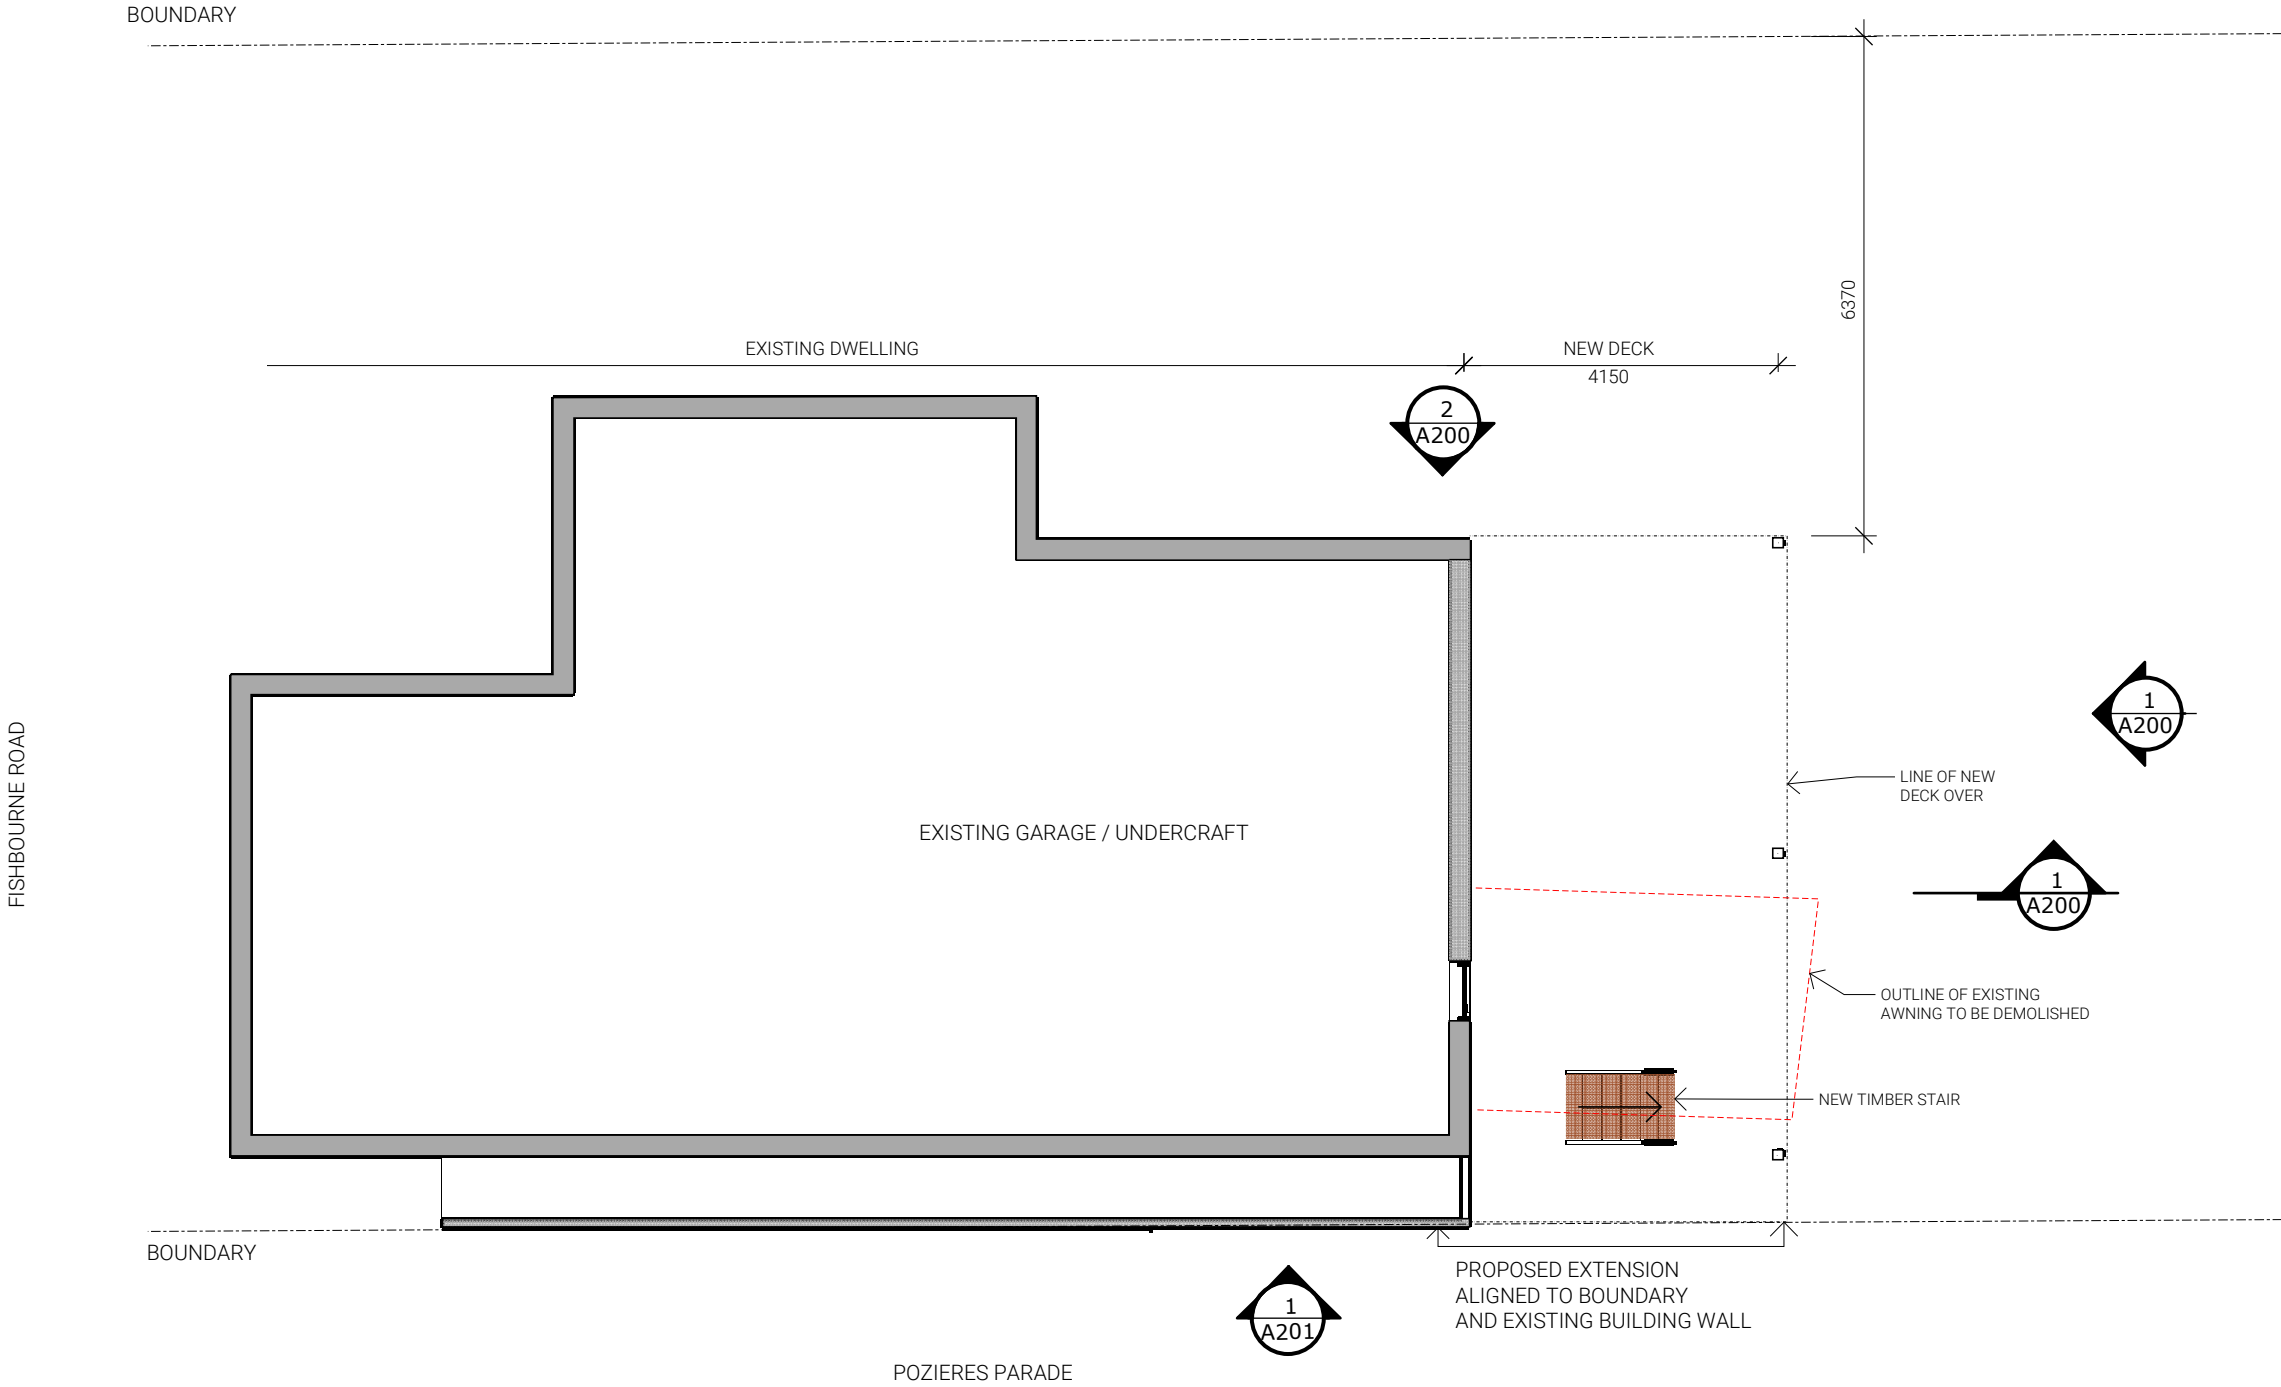 BOUNDARY
6370
EXISTING DWELLING
NEW DECK
4150
2
A200
FISHBOURNE ROAD
1
A200
LINE OF NEW
DECK OVER
EXISTING GARAGE / UNDERCRAFT
1
A200
OUTLINE OF EXISTING
AWNING TO BE DEMOLISHED
NEW TIMBER STAIR
BOUNDARY
PROPOSED EXTENSION
ALIGNED TO BOUNDARY
AND EXISTING BUILDING WALL
1
A201
POZIERES PARADE